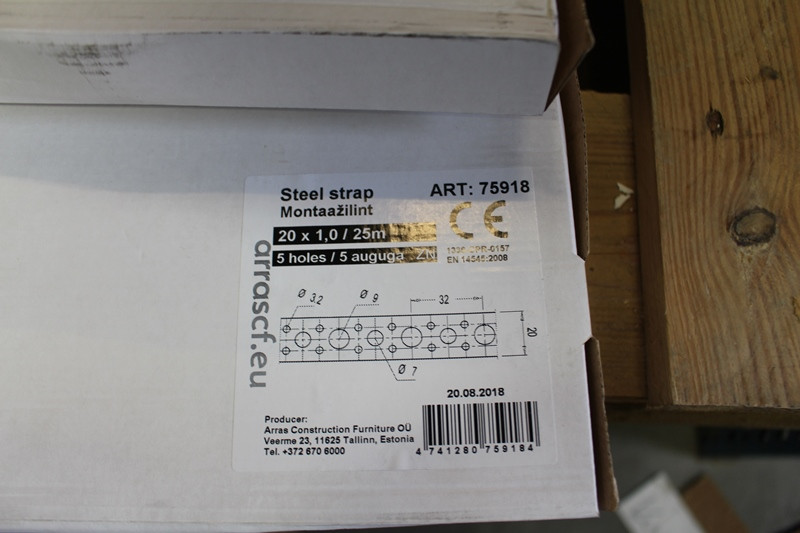 Steel strap
ART: 75918
Montaažilint
20 x 1,0 / 25m
CE
5 holes / 5 auguga ZN
EN 14545:2008
arrascf.eu
Ø 3,2
Ø 9
32
20
Ø 7
20.08.2018
Producer:
Arras Construction Furniture OÜ
Veerme 23, 11625 Tallinn, Estonia
Tel. +372 670 6000
4 741280 759184